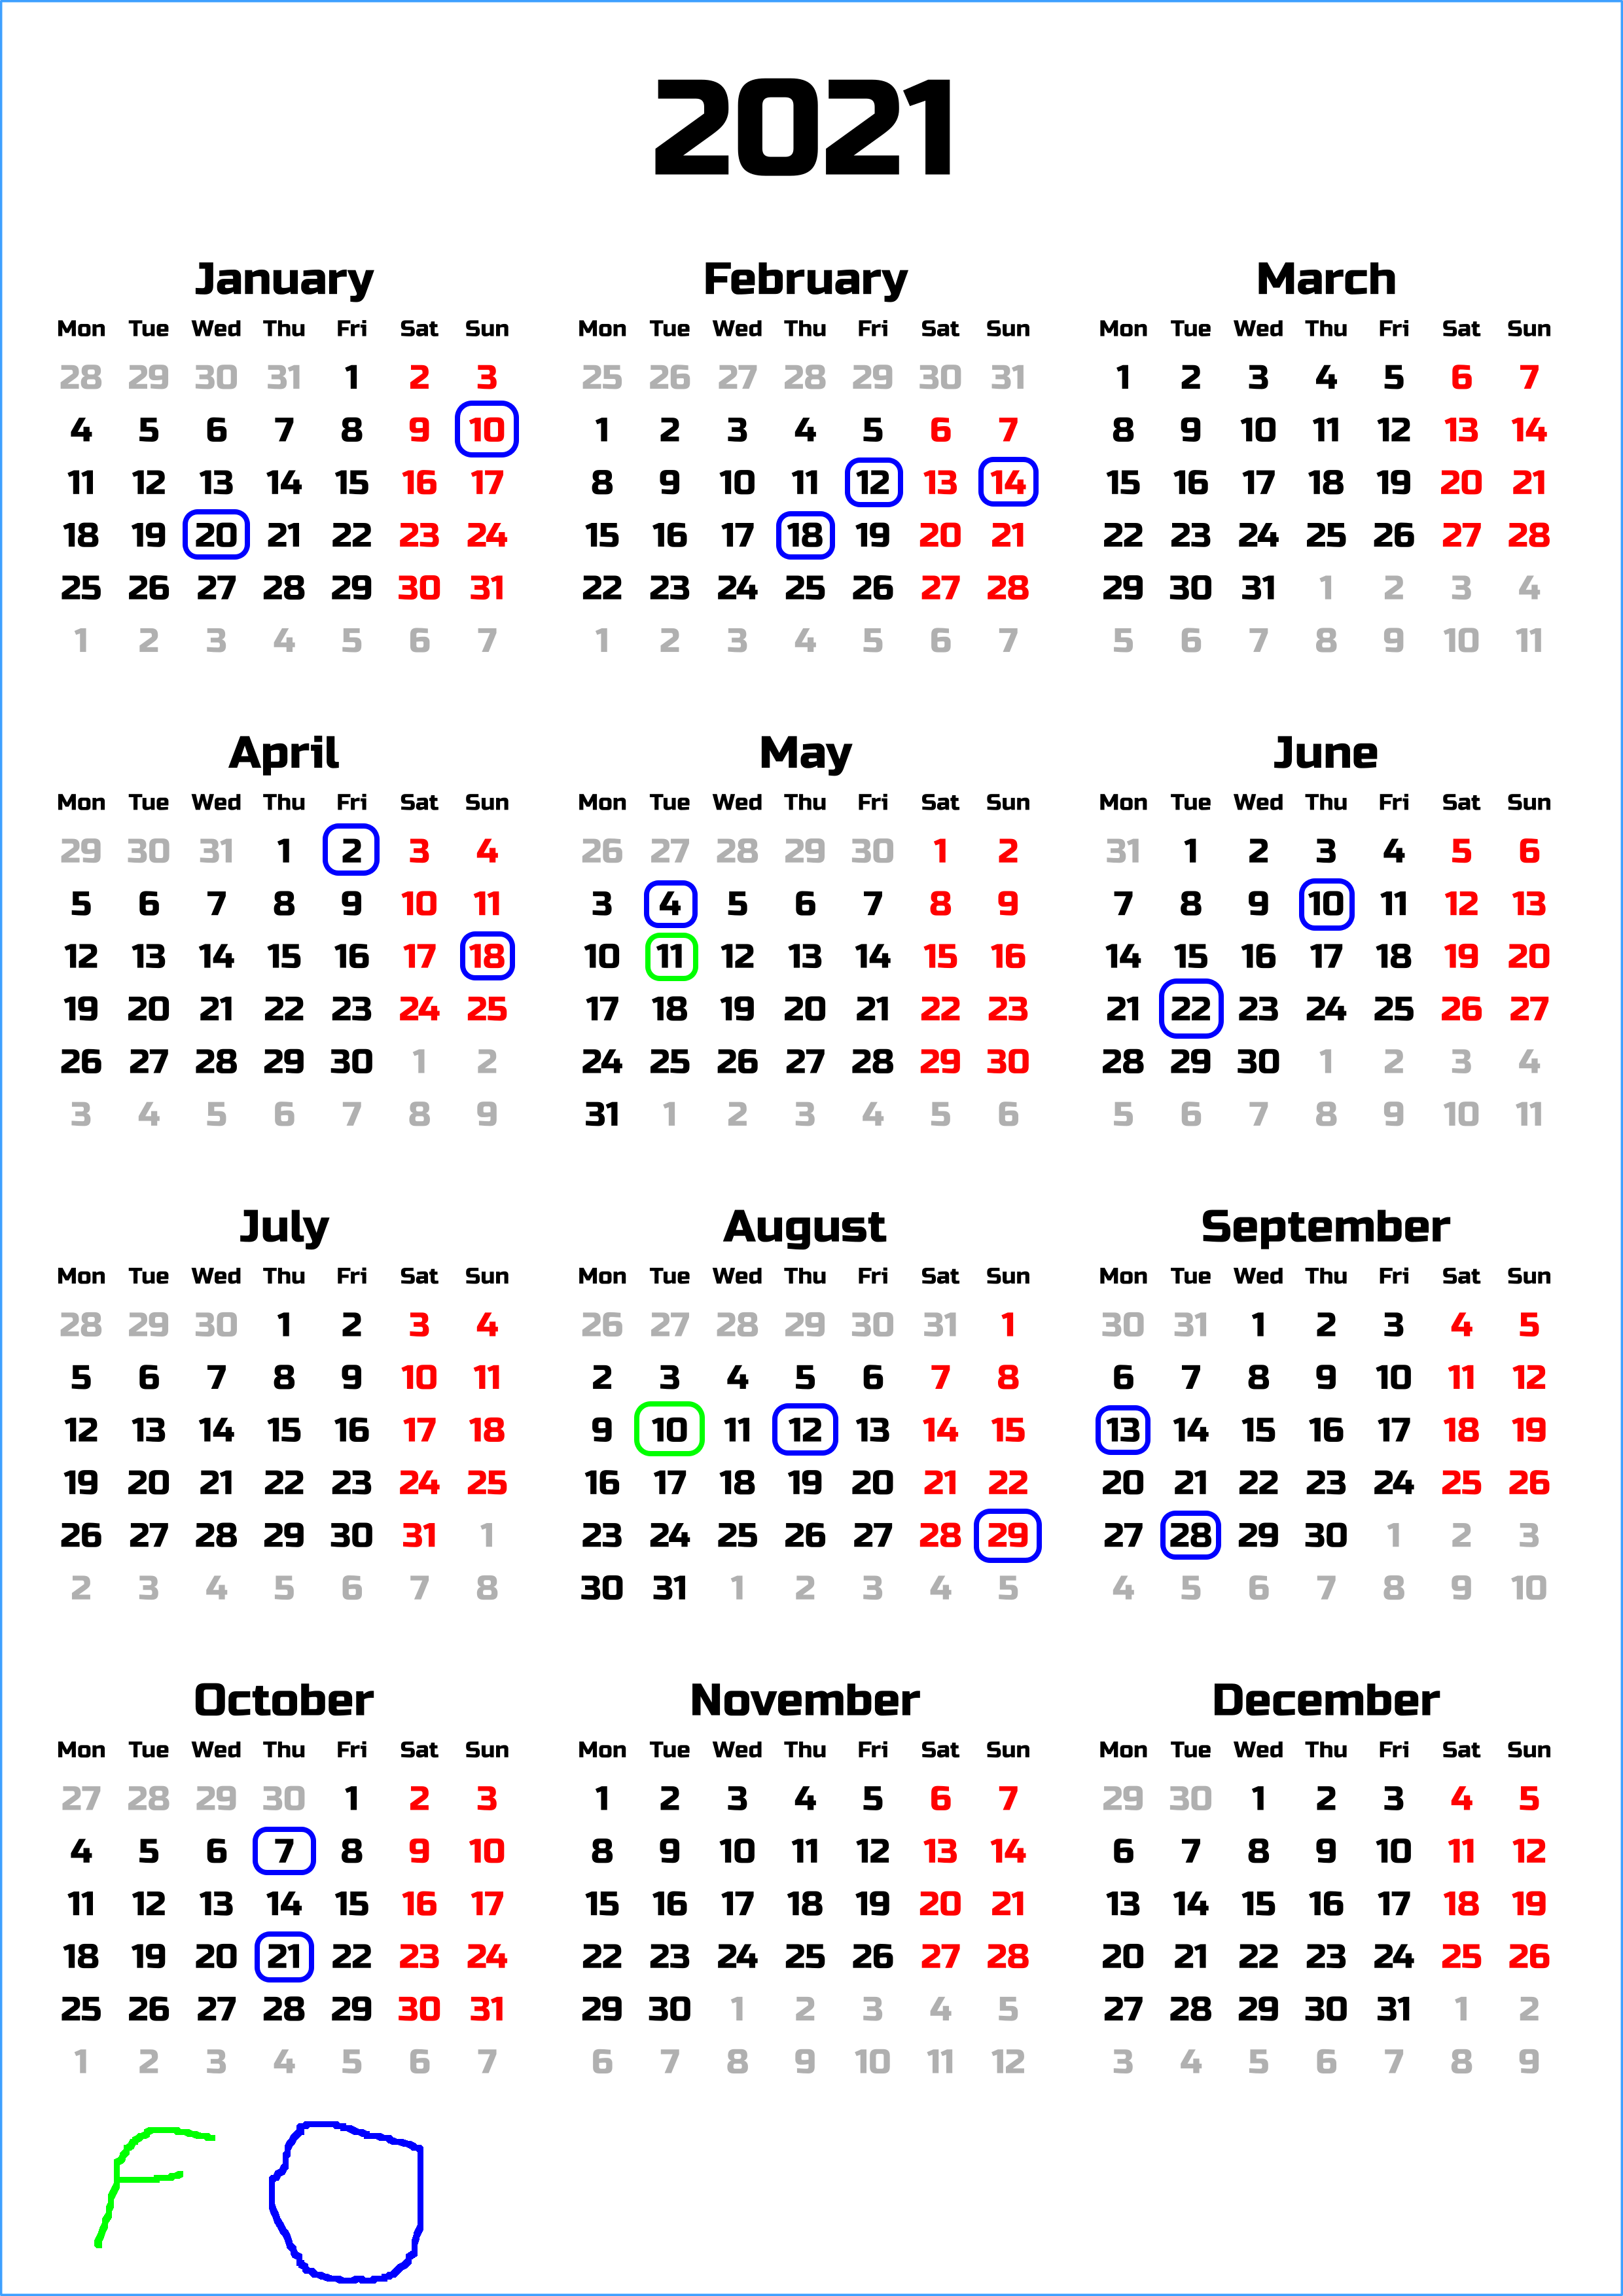 2021
January February March
Mon Tue Wed Thu Fri Sat Sun Mon Tue Wed Thu Fri Sat Sun Mon Tue Wed Thu Fri Sat Sun
28 29 30 31 1 2 3 25 26 27 28 29 30 31 1 2 3 4 5 6 7
4 5 6 7 8 9 10 1 2 3 4 5 6 7 8 9 10 11 12 13 14
11 12 13 14 15 16 17 8 9 10 11 12 13 14 15 16 17 18 19 20 21
18 19 20 21 22 23 24 15 16 17 18 19 20 21 22 23 24 25 26 27 28
25 26 27 28 29 30 31 22 23 24 25 26 27 28 29 30 31 1 2 3 4
1 2 3 4 5 6 7 1 2 3 4 5 6 7 5 6 7 8 9 10 11
April May June
Mon Tue Wed Thu Fri Sat Sun Mon Tue Wed Thu Fri Sat Sun Mon Tue Wed Thu Fri Sat Sun
29 30 31 1 2 3 4 26 27 28 29 30 1 2 31 1 2 3 4 5 6
5 6 7 8 9 10 11 3 4 5 6 7 8 9 7 8 9 10 11 12 13
12 13 14 15 16 17 18 10 11 12 13 14 15 16 14 15 16 17 18 19 20
19 20 21 22 23 24 25 17 18 19 20 21 22 23 21 22 23 24 25 26 27
26 27 28 29 30 1 2 24 25 26 27 28 29 30 28 29 30 1 2 3 4
3 4 5 6 7 8 9 31 1 2 3 4 5 6 5 6 7 8 9 10 11
July August September
Mon Tue Wed Thu Fri Sat Sun Mon Tue Wed Thu Fri Sat Sun Mon Tue Wed Thu Fri Sat Sun
28 29 30 1 2 3 4 26 27 28 29 30 31 1 30 31 1 2 3 4 5
5 6 7 8 9 10 11 2 3 4 5 6 7 8 6 7 8 9 10 11 12
12 13 14 15 16 17 18 9 10 11 12 13 14 15 13 14 15 16 17 18 19
19 20 21 22 23 24 25 16 17 18 19 20 21 22 20 21 22 23 24 25 26
26 27 28 29 30 31 1 23 24 25 26 27 28 29 27 28 29 30 1 2 3
2 3 4 5 6 7 8 30 31 1 2 3 4 5 4 5 6 7 8 9 10
October November December
Mon Tue Wed Thu Fri Sat Sun Mon Tue Wed Thu Fri Sat Sun Mon Tue Wed Thu Fri Sat Sun
27 28 29 30 1 2 3 1 2 3 4 5 6 7 29 30 1 2 3 4 5
4 5 6 7 8 9 10 8 9 10 11 12 13 14 6 7 8 9 10 11 12
11 12 13 14 15 16 17 15 16 17 18 19 20 21 13 14 15 16 17 18 19
18 19 20 21 22 23 24 22 23 24 25 26 27 28 20 21 22 23 24 25 26
25 26 27 28 29 30 31 29 30 1 2 3 4 5 27 28 29 30 31 1 2
1 2 3 4 5 6 7 6 7 8 9 10 11 12 3 4 5 6 7 8 9
F O